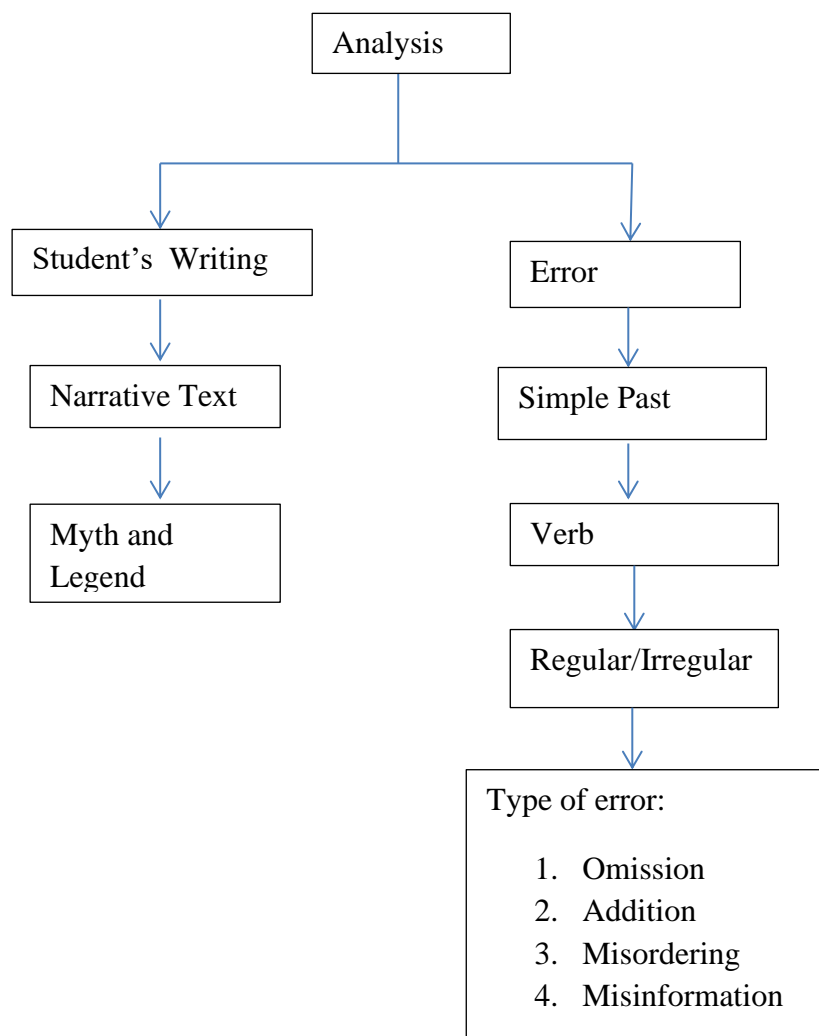 Analysis
Student’s  Writing
Error
Narrative Text
Simple Past
Myth and
Legend
Verb
Regular/Irregular
Type of error:
1. Omission
2. Addition
3. Misordering
4. Misinformation